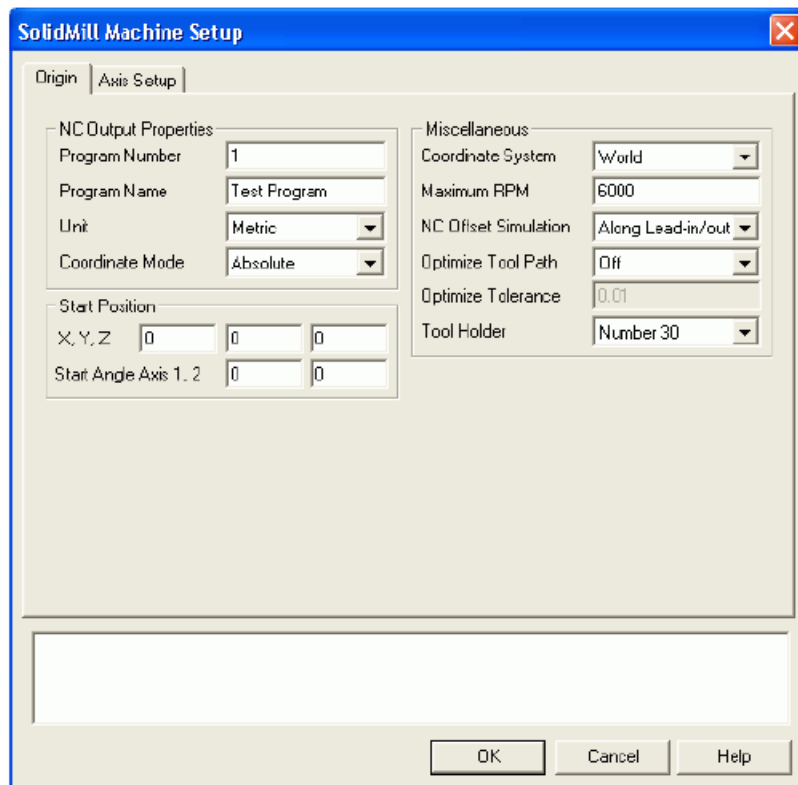 SolidMill Machine Setup
Origin
Axis Setup
NC Output Properties
Program Number 1
Program Name Test Program
Unit Metric
Coordinate Mode Absolute
Start Position
X, Y, Z 0 0 0
Start Angle Axis 1, 2 0 0
Miscellaneous
Coordinate System World
Maximum RPM 6000
NC Offset Simulation Along Lead-in/out
Optimize Tool Path Off
Optimize Tolerance 0.01
Tool Holder Number 30
OK
Cancel
Help